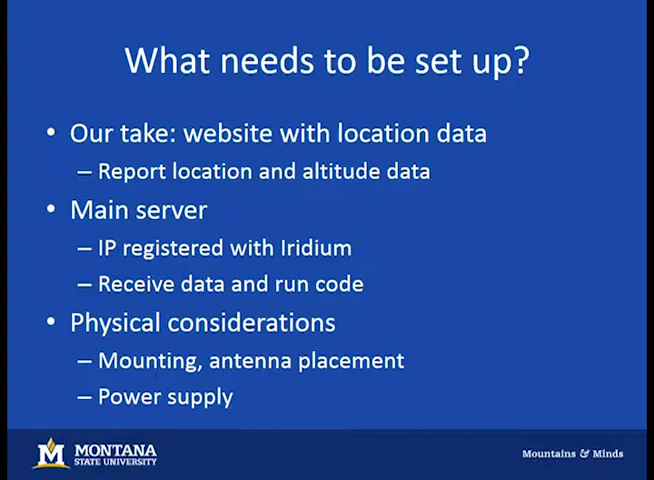 What needs to be set up?
• Our take: website with location data
– Report location and altitude data
• Main server
– IP registered with Iridium
– Receive data and run code
• Physical considerations
– Mounting, antenna placement
– Power supply
M MONTANA
STATE UNIVERSITY
Mountains & Minds